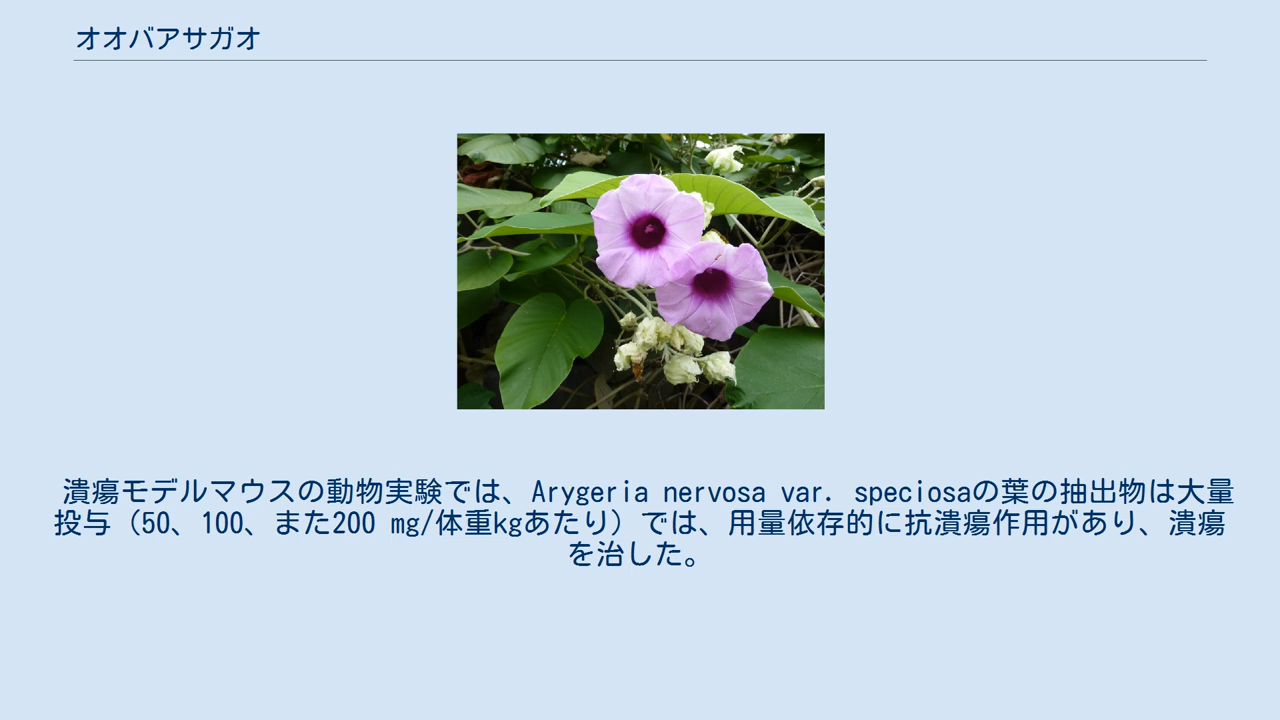 オオバアサガオ
潰瘍モデルマウスの動物実験では、Arygeria nervosa var. speciosaの葉の抽出物は大量
投与（50、100、また200 mg/体重kgあたり）では、用量依存的に抗潰瘍作用があり、潰瘍
を治した。